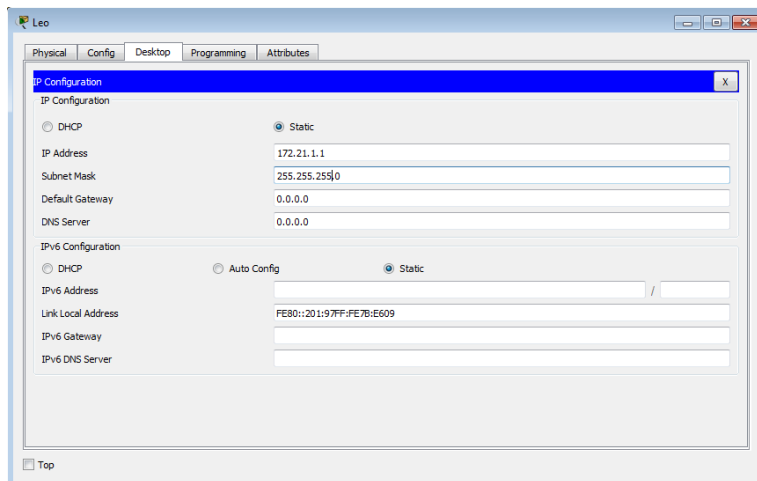 Leo
Physical Config Desktop Programming Attributes
IP Configuration X
IP Configuration
DHCP Static
IP Address 172.21.1.1
Subnet Mask 255.255.255.0
Default Gateway 0.0.0.0
DNS Server 0.0.0.0
IPv6 Configuration
DHCP Auto Config Static
IPv6 Address /
Link Local Address FE80::201:97FF:FE7B:E609
IPv6 Gateway
IPv6 DNS Server
Top